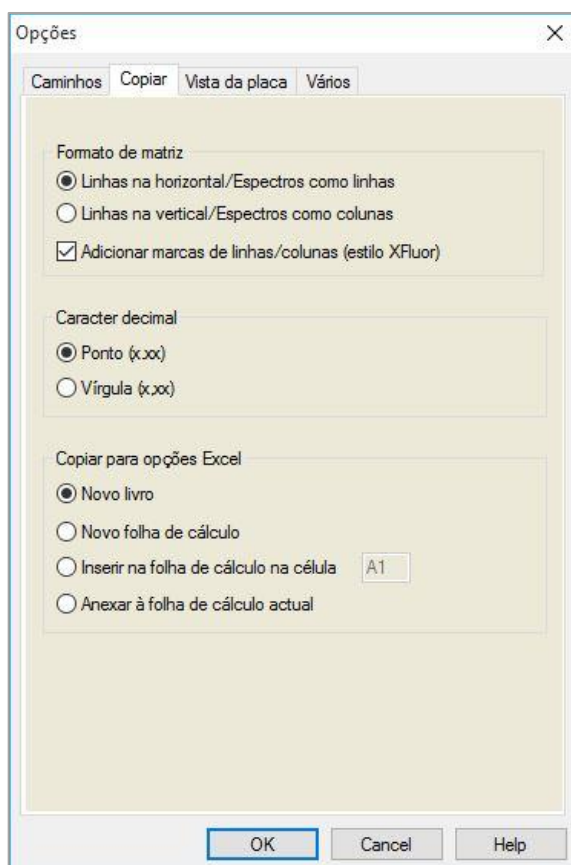 Opções
Caminhos Copiar Vista da placa Vários
Formato de matriz
Linhas na horizontal/Espectros como linhas
Linhas na vertical/Espectros como colunas
Adicionar marcas de linhas/colunas (estilo XFluor)
Caracter decimal
Ponto (x.xx)
Vírgula (x,xx)
Copiar para opções Excel
Novo livro
Novo folha de cálculo
Inserir na folha de cálculo na célula A1
Anexar à folha de cálculo actual
OK Cancel Help